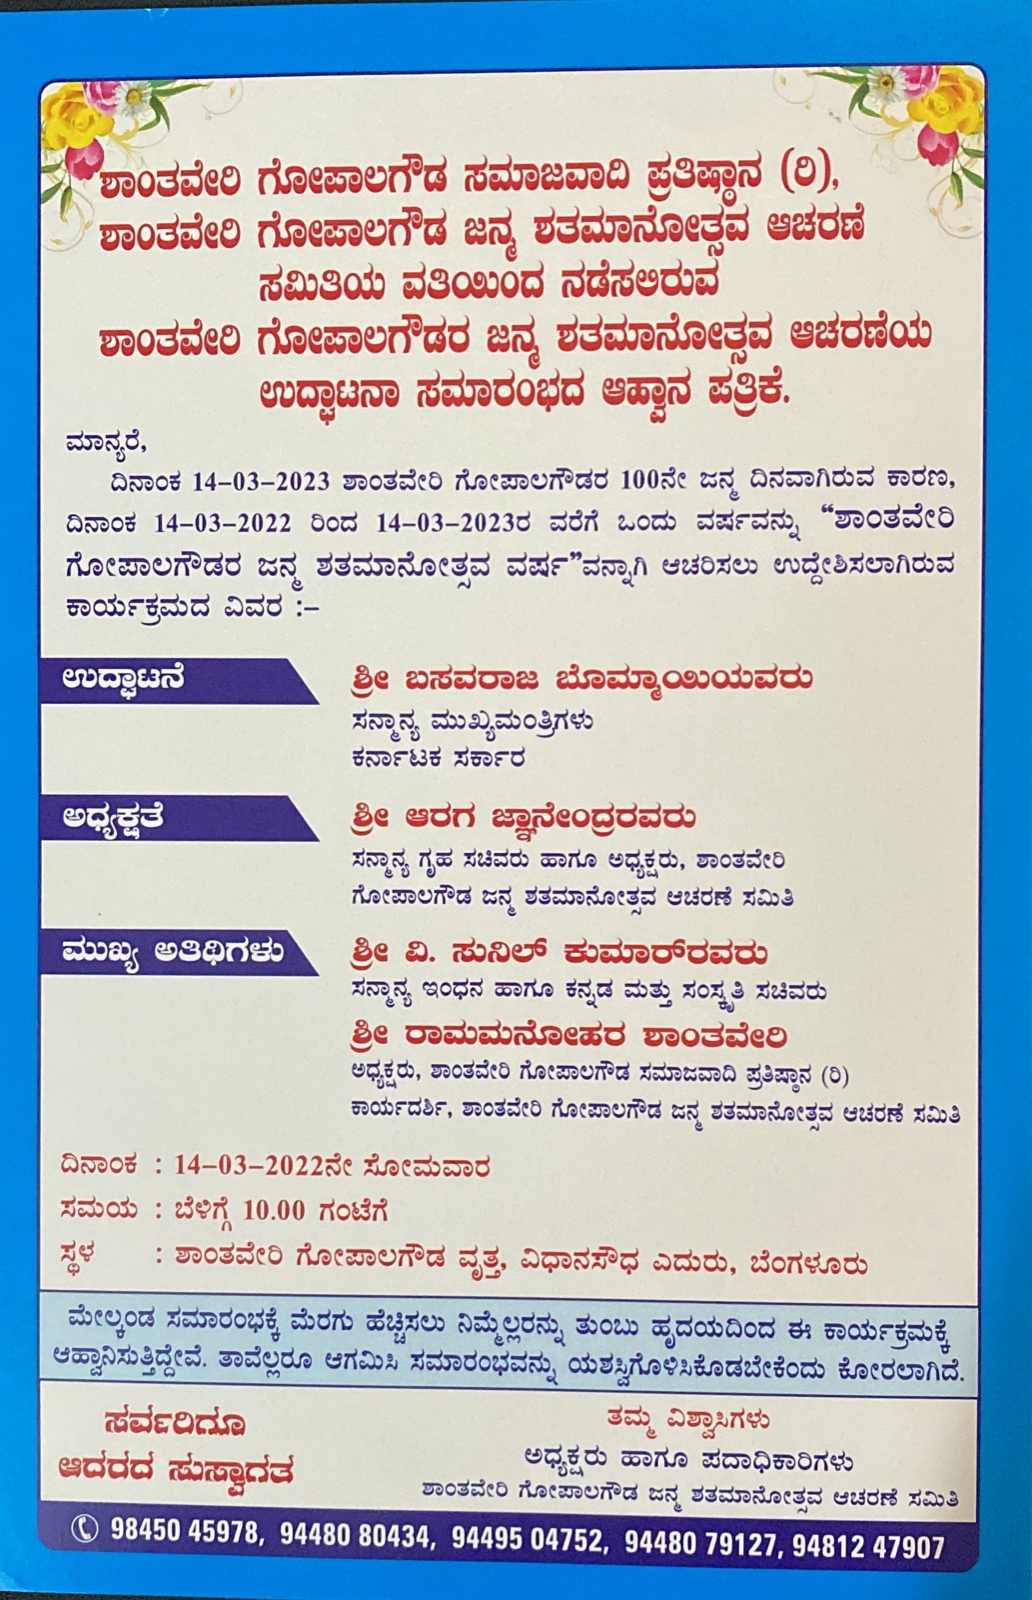 ಶಾಂತವೇರಿ ಗೋಪಾಲಗೌಡ ಸಮಾಜವಾದಿ ಪ್ರತಿಷ್ಠಾನ (ರಿ),
ಶಾಂತವೇರಿ ಗೋಪಾಲಗೌಡ ಜನ್ಮ ಶತಮಾನೋತ್ಸವ ಆಚರಣೆ
ಸಮಿತಿಯ ವತಿಯಿಂದ ನಡೆಸಲಿರುವ
ಶಾಂತವೇರಿ ಗೋಪಾಲಗೌಡರ ಜನ್ಮ ಶತಮಾನೋತ್ಸವ ಆಚರಣೆಯ
ಉದ್ಘಾಟನಾ ಸಮಾರಂಭದ ಆಹ್ವಾನ ಪತ್ರಿಕೆ.
ಮಾನ್ಯರೆ,
ದಿನಾಂಕ 14-03-2023 ಶಾಂತವೇರಿ ಗೋಪಾಲಗೌಡರ 100ನೇ ಜನ್ಮ ದಿನವಾಗಿರುವ ಕಾರಣ,
ದಿನಾಂಕ 14-03-2022 ರಿಂದ 14-03-2023ರ ವರೆಗೆ ಒಂದು ವರ್ಷವನ್ನು “ಶಾಂತವೇರಿ
ಗೋಪಾಲಗೌಡರ ಜನ್ಮ ಶತಮಾನೋತ್ಸವ ವರ್ಷ”ವನ್ನಾಗಿ ಆಚರಿಸಲು ಉದ್ದೇಶಿಸಲಾಗಿರುವ
ಕಾರ್ಯಕ್ರಮದ ವಿವರ :-
ಉದ್ಘಾಟನೆ
ಶ್ರೀ ಬಸವರಾಜ ಬೊಮ್ಮಾಯಿಯವರು
ಸನ್ಮಾನ್ಯ ಮುಖ್ಯಮಂತ್ರಿಗಳು
ಕರ್ನಾಟಕ ಸರ್ಕಾರ
ಅಧ್ಯಕ್ಷತೆ
ಶ್ರೀ ಆರಗ ಜ್ಞಾನೇಂದ್ರರವರು
ಸನ್ಮಾನ್ಯ ಗೃಹ ಸಚಿವರು ಹಾಗೂ ಅಧ್ಯಕ್ಷರು, ಶಾಂತವೇರಿ
ಗೋಪಾಲಗೌಡ ಜನ್ಮ ಶತಮಾನೋತ್ಸವ ಆಚರಣೆ ಸಮಿತಿ
ಮುಖ್ಯ ಅತಿಥಿಗಳು
ಶ್ರೀ ವಿ. ಸುನಿಲ್ ಕುಮಾರ್‌ರವರು
ಸನ್ಮಾನ್ಯ ಇಂಧನ ಹಾಗೂ ಕನ್ನಡ ಮತ್ತು ಸಂಸ್ಕೃತಿ ಸಚಿವರು
ಶ್ರೀ ರಾಮಮನೋಹರ ಶಾಂತವೇರಿ
ಅಧ್ಯಕ್ಷರು, ಶಾಂತವೇರಿ ಗೋಪಾಲಗೌಡ ಸಮಾಜವಾದಿ ಪ್ರತಿಷ್ಠಾನ (ರಿ)
ಕಾರ್ಯದರ್ಶಿ, ಶಾಂತವೇರಿ ಗೋಪಾಲಗೌಡ ಜನ್ಮ ಶತಮಾನೋತ್ಸವ ಆಚರಣೆ ಸಮಿತಿ
ದಿನಾಂಕ : 14-03-2022ನೇ ಸೋಮವಾರ
ಸಮಯ : ಬೆಳಿಗ್ಗೆ 10.00 ಗಂಟೆಗೆ
ಸ್ಥಳ : ಶಾಂತವೇರಿ ಗೋಪಾಲಗೌಡ ವೃತ್ತ, ವಿಧಾನಸೌಧ ಎದುರು, ಬೆಂಗಳೂರು
ಮೇಲ್ಕಂಡ ಸಮಾರಂಭಕ್ಕೆ ಮೆರಗು ಹೆಚ್ಚಿಸಲು ನಿಮ್ಮೆಲ್ಲರನ್ನು ತುಂಬು ಹೃದಯದಿಂದ ಈ ಕಾರ್ಯಕ್ರಮಕ್ಕೆ
ಆಹ್ವಾನಿಸುತ್ತಿದ್ದೇವೆ. ತಾವೆಲ್ಲರೂ ಆಗಮಿಸಿ ಸಮಾರಂಭವನ್ನು ಯಶಸ್ವಿಗೊಳಿಸಿಕೊಡಬೇಕೆಂದು ಕೋರಲಾಗಿದೆ.
ಸರ್ವರಿಗೂ
ಆದರದ ಸುಸ್ವಾಗತ
ತಮ್ಮ ವಿಶ್ವಾಸಿಗಳು
ಅಧ್ಯಕ್ಷರು ಹಾಗೂ ಪದಾಧಿಕಾರಿಗಳು
ಶಾಂತವೇರಿ ಗೋಪಾಲಗೌಡ ಜನ್ಮ ಶತಮಾನೋತ್ಸವ ಆಚರಣೆ ಸಮಿತಿ
98450 45978, 94480 80434, 94495 04752, 94480 79127, 94812 47907